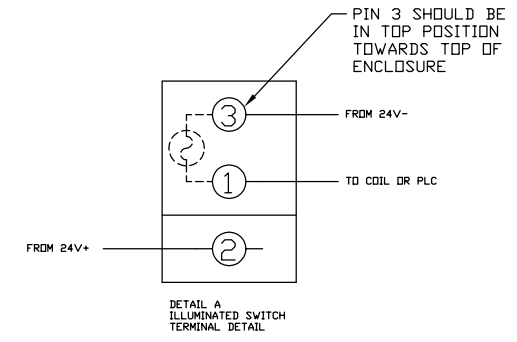 PIN 3 SHOULD BE
IN TOP POSITION
TOWARDS TOP OF
ENCLOSURE
3
FROM 24V-
1
TO COIL OR PLC
FROM 24V+
2
DETAIL A
ILLUMINATED SWITCH
TERMINAL DETAIL